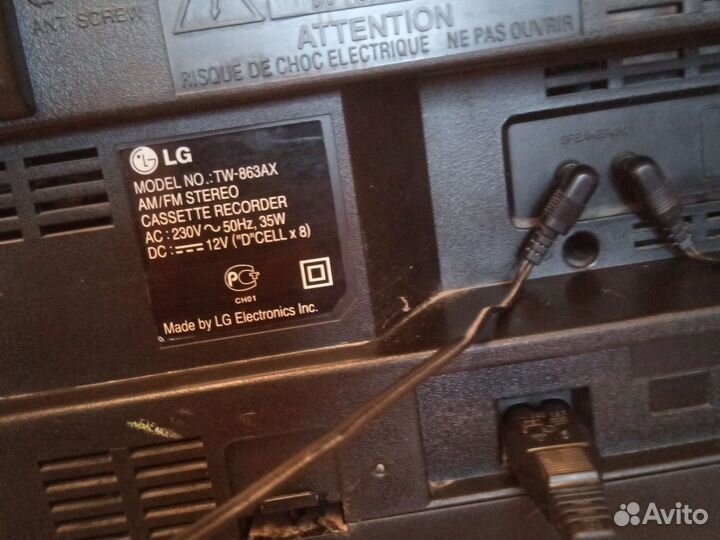 ANT SCREW
ATTENTION
RISQUE DE CHOC ELECTRIQUE NE PAS OUVRIR
LG
MODEL NO.:TW-863AX
AM/FM STEREO
CASSETTE RECORDER
AC : 230V ~ 50Hz, 35W
DC : 12V ("D"CELL x 8)
PCT
CH01
Made by LG Electronics Inc.
Avito